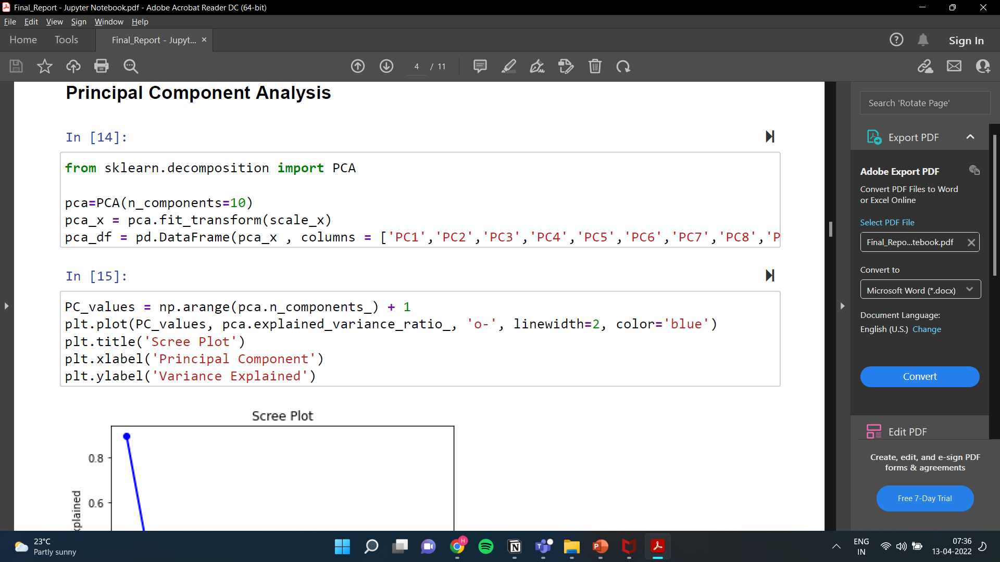 Final_Report - Jupyter Notebook.pdf - Adobe Acrobat Reader DC (64-bit)
File Edit View Sign Window Help
Home Tools Final_Report - Jupyt... × Sign In
4 / 11
Principal Component Analysis
In [14]:
from sklearn.decomposition import PCA
pca=PCA(n_components=10)
pca_x = pca.fit_transform(scale_x)
pca_df = pd.DataFrame(pca_x , columns = ['PC1','PC2','PC3','PC4','PC5','PC6','PC7','PC8','P
In [15]:
PC_values = np.arange(pca.n_components_) + 1
plt.plot(PC_values, pca.explained_variance_ratio_, 'o-', linewidth=2, color='blue')
plt.title('Scree Plot')
plt.xlabel('Principal Component')
plt.ylabel('Variance Explained')
Scree Plot
0.8
0.6
xplained
Search 'Rotate Page'
Export PDF
Adobe Export PDF
Convert PDF Files to Word
or Excel Online
Select PDF File
Final_Repo...tebook.pdf
Convert to
Microsoft Word (*.docx)
Document Language:
English (U.S.) Change
Convert
Edit PDF
Create, edit, and e-sign PDF
forms & agreements
Free 7-Day Trial
23°C
Partly sunny
H
ENG
IN
07:36
13-04-2022